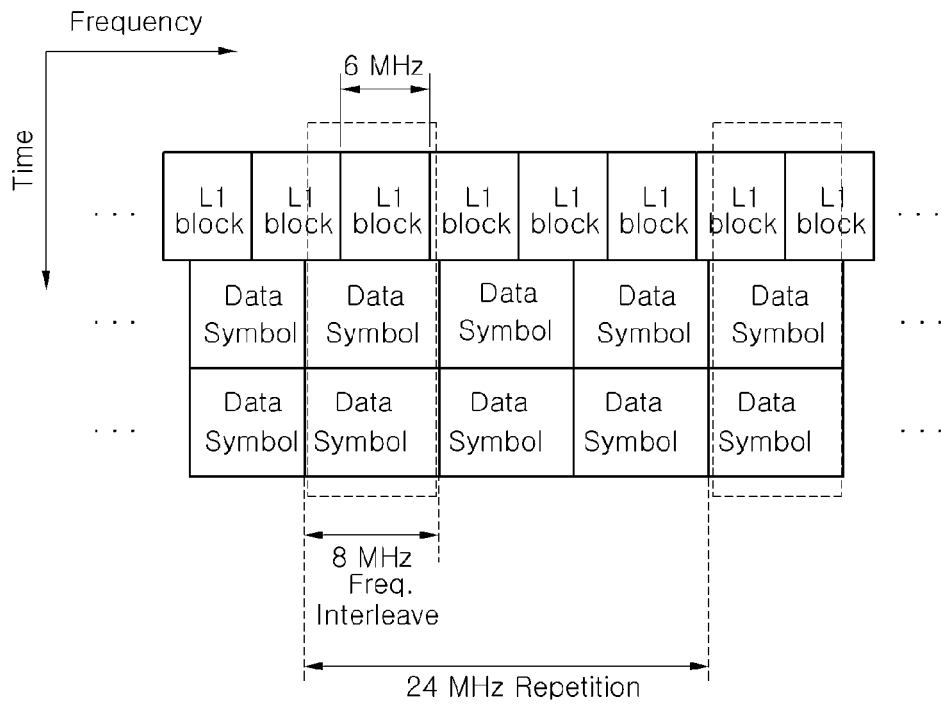 Frequency
6 MHz
Time
. . . L1 L1 L1 L1 L1 L1 L1 L1 . . .
block block block block block block block block
. . . Data Data Data Data Data . . .
Symbol Symbol Symbol Symbol Symbol
. . . Data Data Data Data Data . . .
Symbol Symbol Symbol Symbol Symbol
8 MHz
Freq.
Interleave
24 MHz Repetition